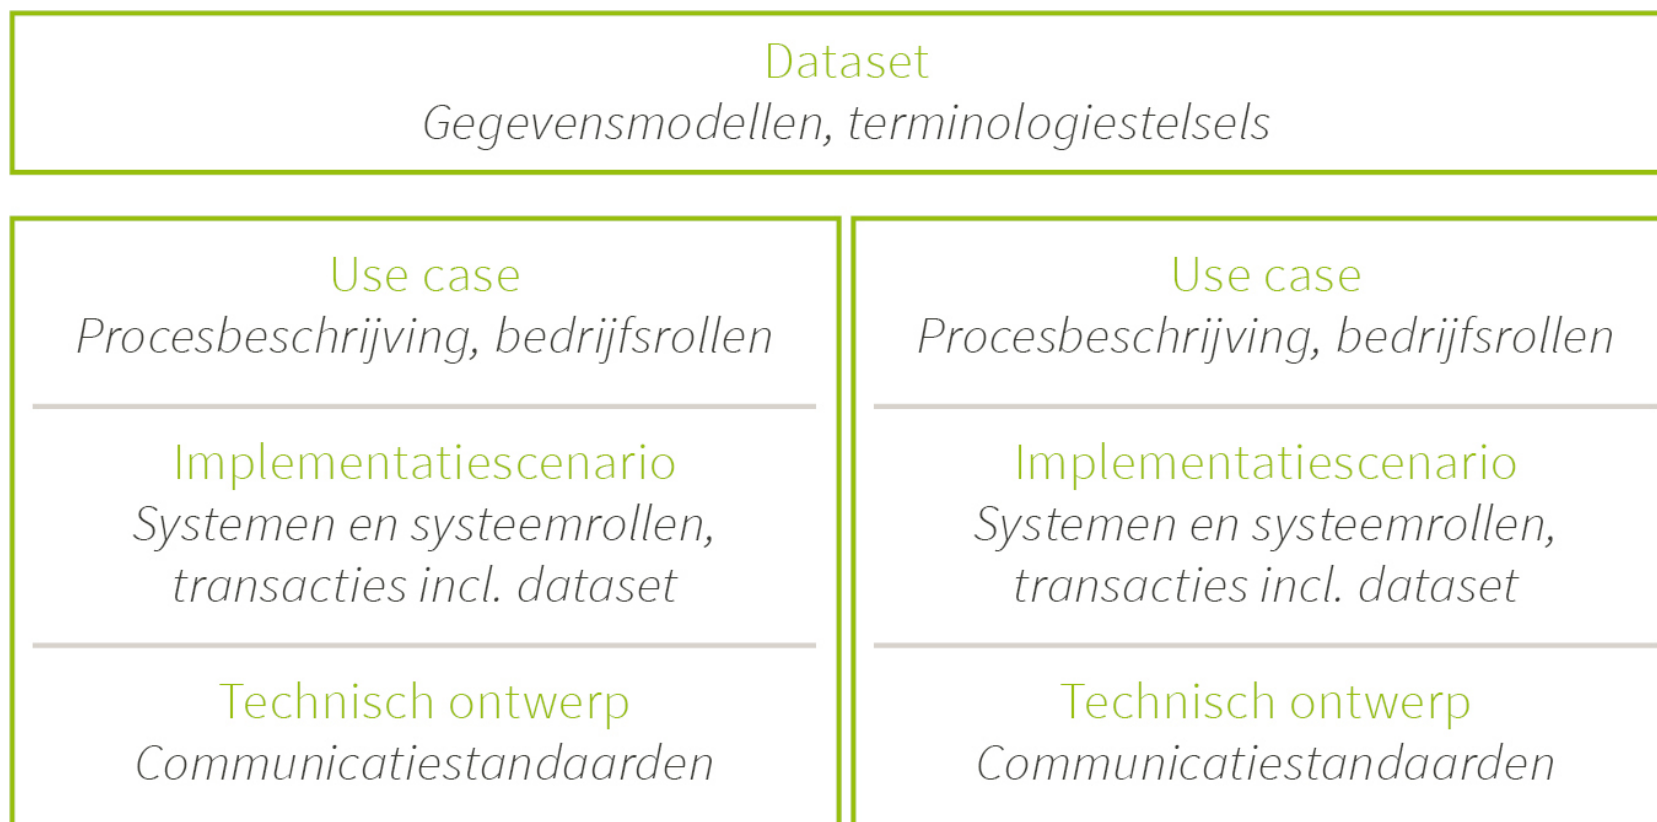 Dataset
Gegevensmodellen, terminologiestelsels
Use case
Procesbeschrijving, bedrijfsrollen
Implementatiescenario
Systemen en systeemrollen,
transacties incl. dataset
Technisch ontwerp
Communicatiestandaarden
Use case
Procesbeschrijving, bedrijfsrollen
Implementatiescenario
Systemen en systeemrollen,
transacties incl. dataset
Technisch ontwerp
Communicatiestandaarden